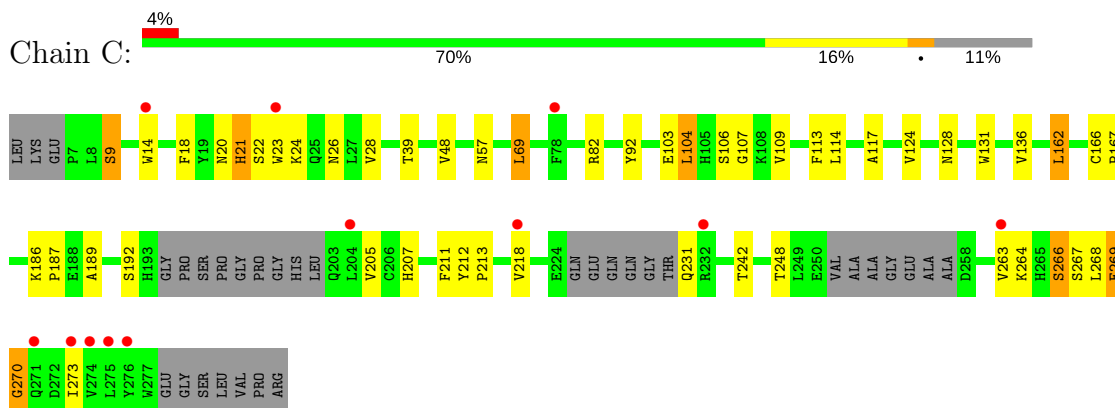 4%
Chain C:
70% 16% • 11%
LEU LYS GLU P7 L8 S9 W14 F18 Y19 N20 H21 S22 W23 K24 Q25 N26 L27 V28 T39 V48 N57 L69 F78 R82 Y92 E103 L104 H105 S106 G107 K108 V109 F113 L114 A117 V124 N128 W131 V136 L162 C166
K186 P187 E188 A189 S192 H193 GLY PRO SER PRO GLY PRO GLY HIS LEU Q203 L204 V205 C206 H207 F211 Y212 P213 V218 E224 GLN GLU GLN GLN GLY THR Q231 R232 T242 T248 L249 E250 VAL ALA ALA GLY GLU ALA ALA D258 V263 K264 H265 S266 S267 L268
G270 Q271 D272 I273 V274 L275 Y276 W277 GLU GLY SER LEU VAL PRO ARG